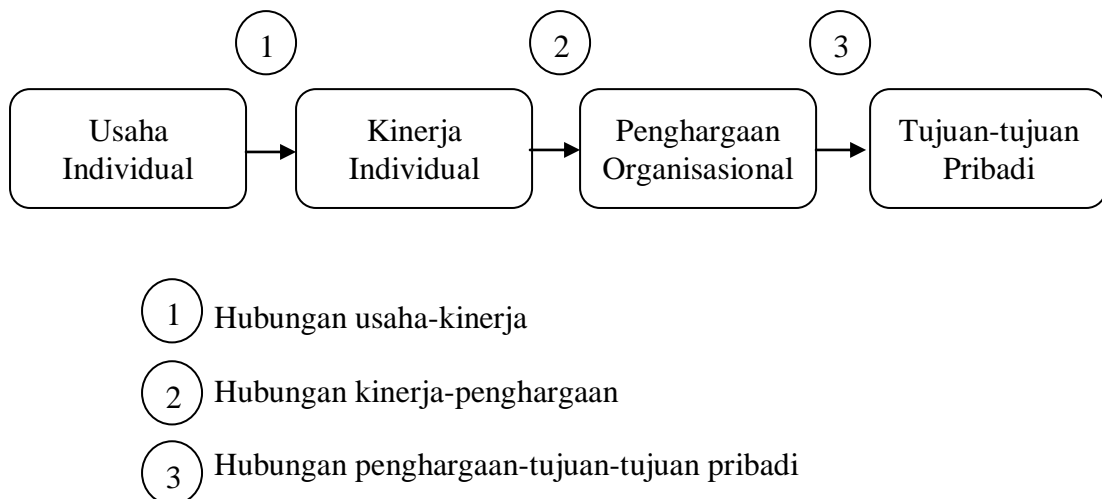 1
2
3
Usaha
Individual
Kinerja
Individual
Penghargaan
Organisasional
Tujuan-tujuan
Pribadi
1 Hubungan usaha-kinerja
2 Hubungan kinerja-penghargaan
3 Hubungan penghargaan-tujuan-tujuan pribadi